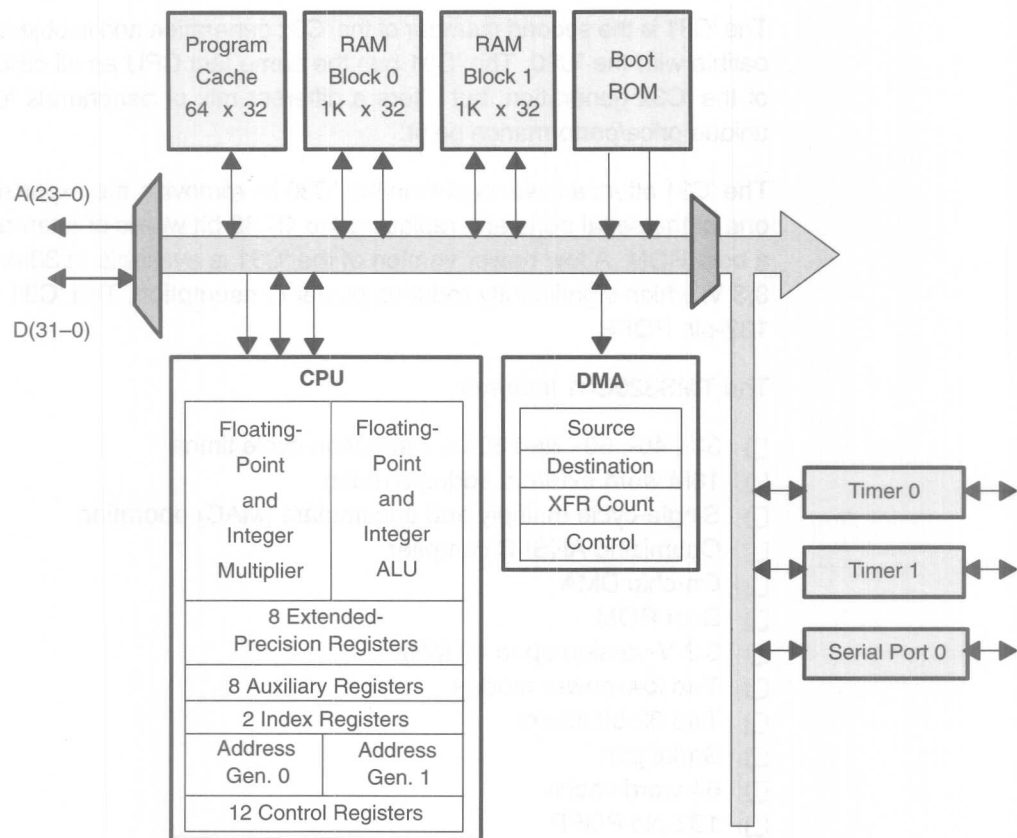 Program
Cache
64 x 32
RAM
Block 0
1K x 32
RAM
Block 1
1K x 32
Boot
ROM
A(23–0)
D(31–0)
CPU
Floating-
Point
and
Integer
Multiplier
Floating-
Point
and
Integer
ALU
8 Extended-
Precision Registers
8 Auxiliary Registers
2 Index Registers
Address
Gen. 0
Address
Gen. 1
12 Control Registers
DMA
Source
Destination
XFR Count
Control
Timer 0
Timer 1
Serial Port 0